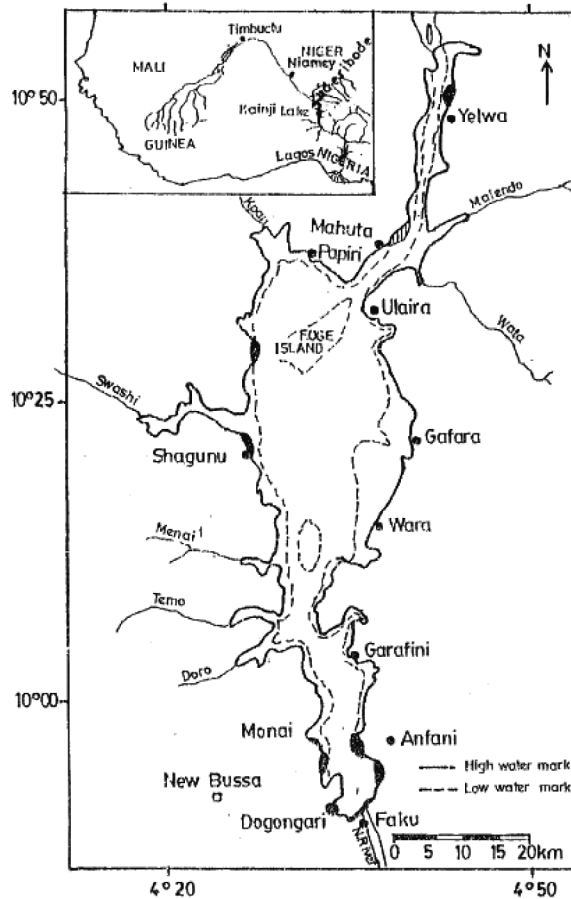 Timbuctu
MALI
NIGER
Niamey
Kainji Lake
GUINEA
Lagos
NIGERIA
N
10° 50
Yelwa
Malendo
Mahuta
Papiri
Ulaira
FOGE
ISLAND
Wata
10° 25
Swashi
Shagunu
Gafara
Wara
Menai
Temo
Doro
Garafini
10° 00
Monai
Anfani
High water mark
Low water mark
New Bussa
Dogongari
Faku
N.River
0 5 10 15 20km
4° 20
4° 50